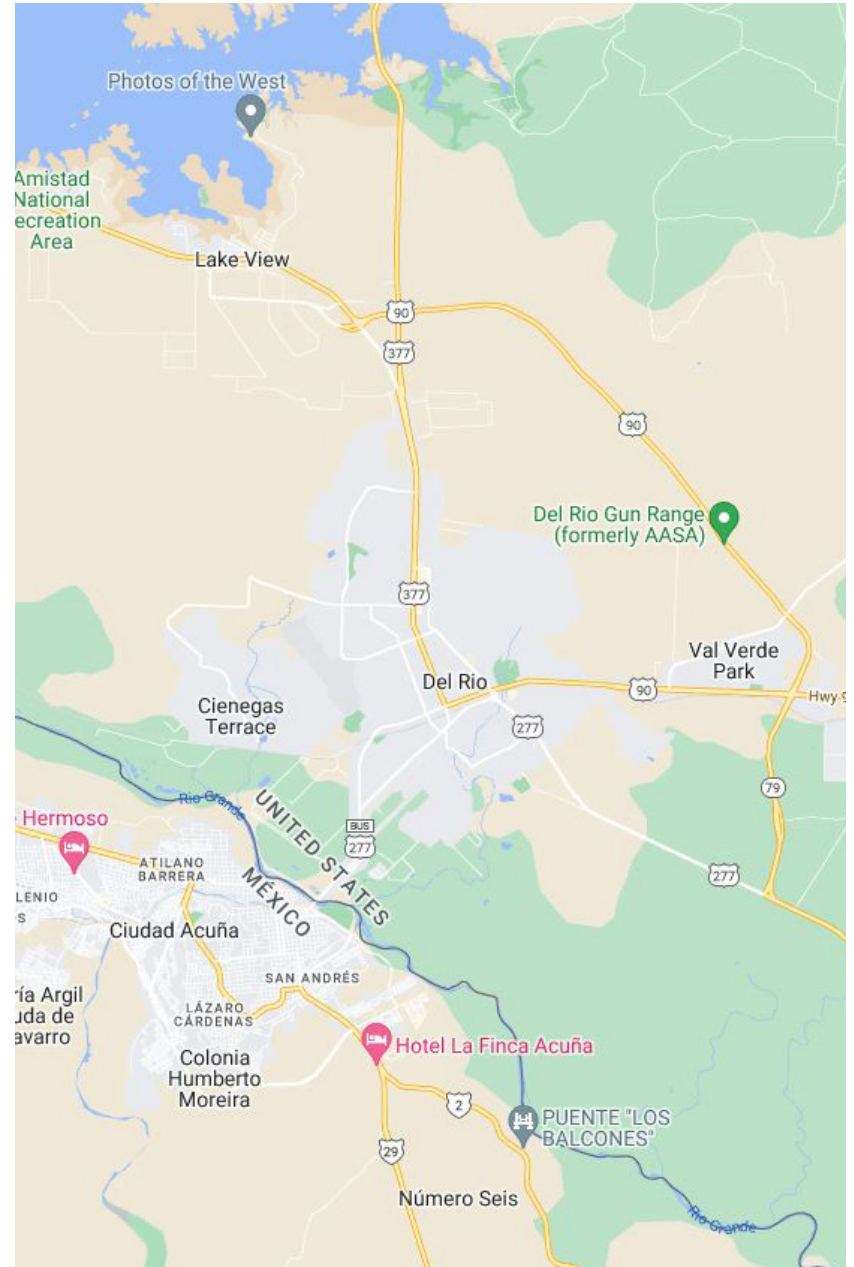 Photos of the West
Amistad
National
ecreation
Area
Lake View
90
377
90
Del Rio Gun Range
(formerly AASA)
377
Val Verde
Park
Del Rio
90
Hwy 9
Cienegas
Terrace
277
79
Rio Grande
UNITED STATES
MÉXICO
Hermoso
BUS
277
ATILANO
BARRERA
277
LENIO
S
Ciudad Acuña
SAN ANDRÉS
ría Argil
uda de
avarro
LÁZARO
CÁRDENAS
Hotel La Finca Acuña
Colonia
Humberto
Moreira
2
PUENTE "LOS
BALCONES"
29
Número Seis
Rio Grande